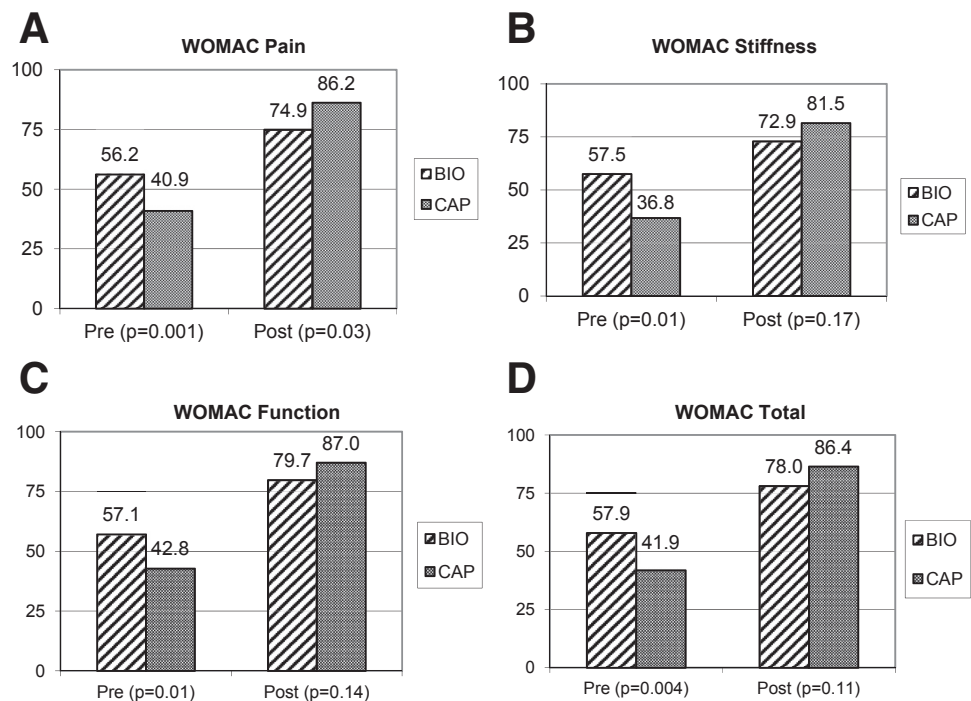 A
WOMAC Pain
100
75
50
25
0
56.2
40.9
74.9
86.2
BIO
CAP
Pre (p=0.001)
Post (p=0.03)
B
WOMAC Stiffness
100
75
50
25
0
57.5
36.8
72.9
81.5
BIO
CAP
Pre (p=0.01)
Post (p=0.17)
C
WOMAC Function
100
75
50
25
0
57.1
42.8
79.7
87.0
BIO
CAP
Pre (p=0.01)
Post (p=0.14)
D
WOMAC Total
100
75
50
25
0
57.9
41.9
78.0
86.4
BIO
CAP
Pre (p=0.004)
Post (p=0.11)